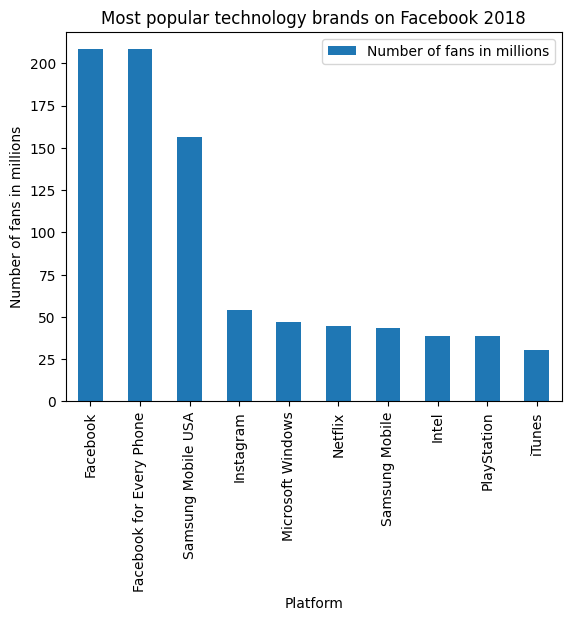 Most popular technology brands on Facebook 2018
Number of fans in millions
Number of fans in millions
200
175
150
125
100
75
50
25
0
Facebook
Facebook for Every Phone
Samsung Mobile USA
Instagram
Microsoft Windows
Netflix
Samsung Mobile
Intel
PlayStation
iTunes
Platform